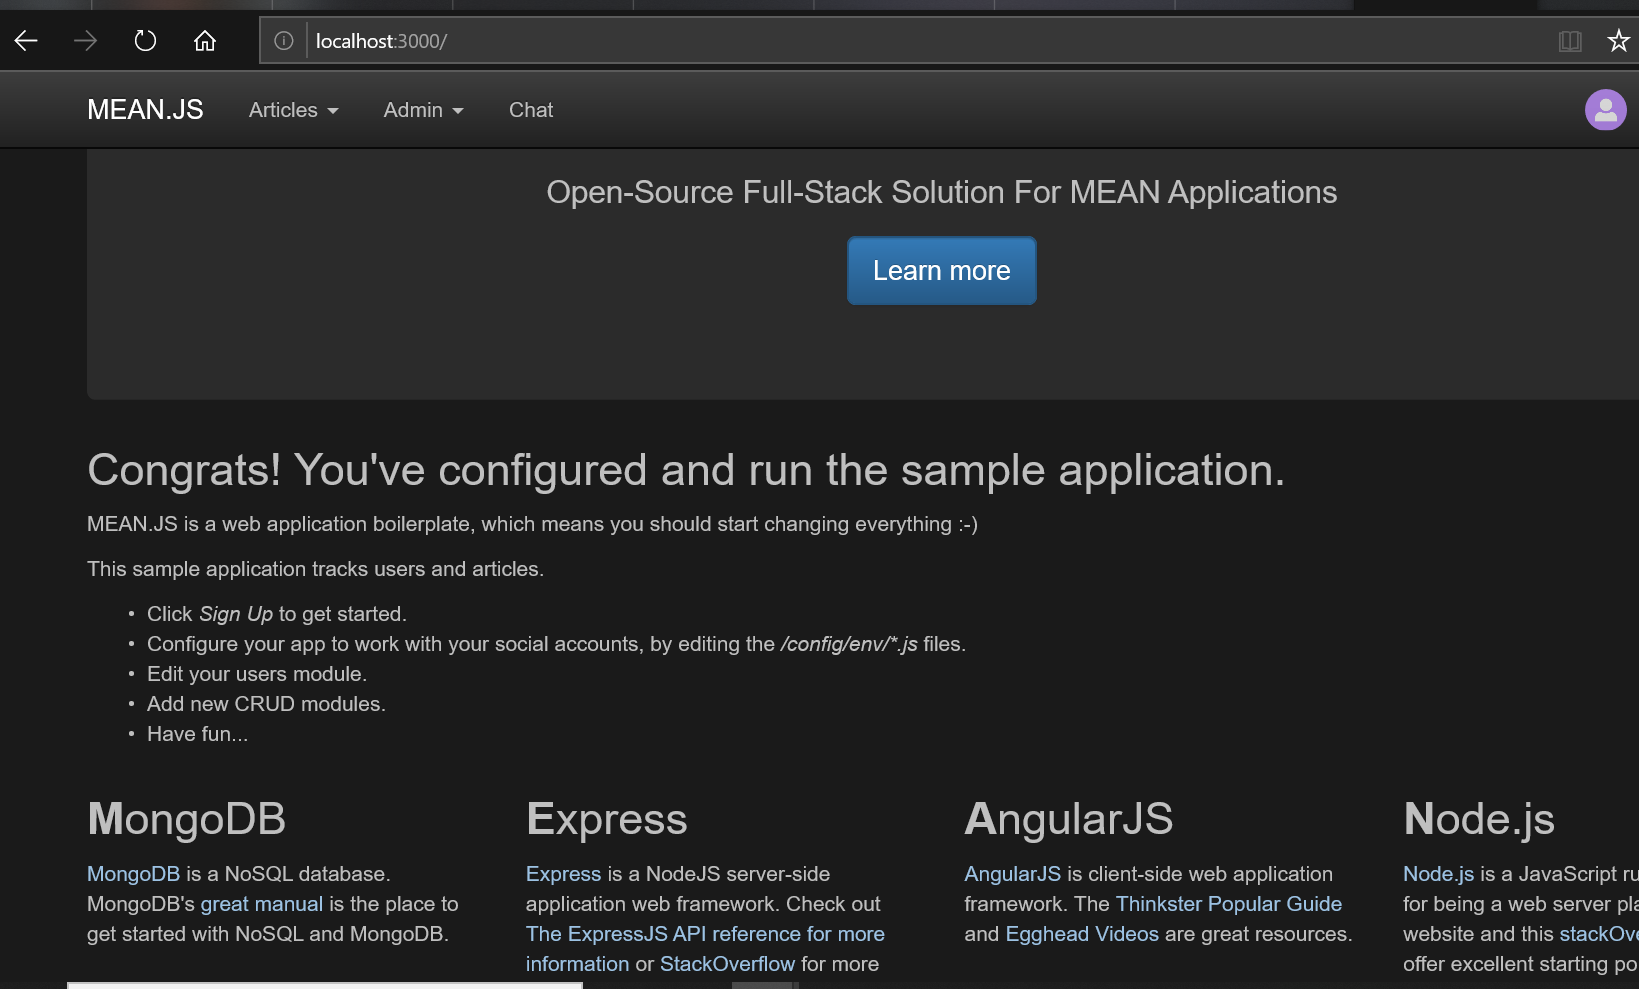 localhost:3000/
MEAN.JS Articles Admin Chat
Open-Source Full-Stack Solution For MEAN Applications
Learn more
Congrats! You've configured and run the sample application.
MEAN.JS is a web application boilerplate, which means you should start changing everything :-)
This sample application tracks users and articles.
• Click Sign Up to get started.
• Configure your app to work with your social accounts, by editing the /config/env/*.js files.
• Edit your users module.
• Add new CRUD modules.
• Have fun...
MongoDB
MongoDB is a NoSQL database.
MongoDB's great manual is the place to
get started with NoSQL and MongoDB.
Express
Express is a NodeJS server-side
application web framework. Check out
The ExpressJS API reference for more
information or StackOverflow for more
AngularJS
AngularJS is client-side web application
framework. The Thinkster Popular Guide
and Egghead Videos are great resources.
Node.js
Node.js is a JavaScript ru
for being a web server pla
website and this stackOve
offer excellent starting po